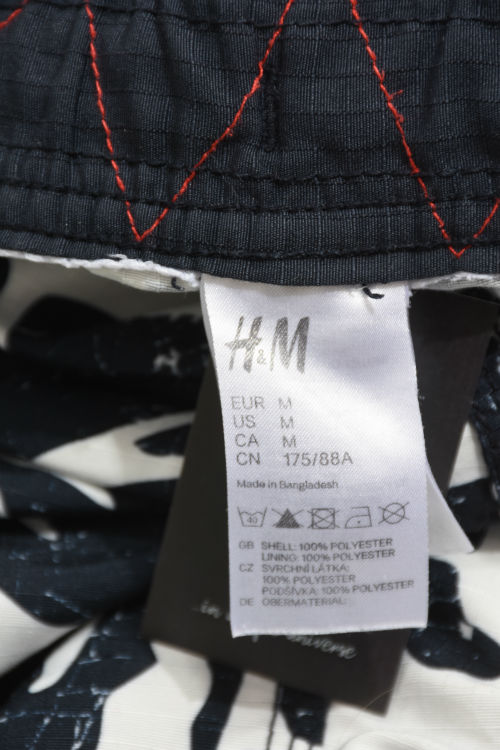 H&M
EUR M
US M
CA M
CN 175/88A
Made in Bangladesh
40
GB SHELL: 100% POLYESTER
LINING: 100% POLYESTER
CZ SVRCHNÍ LÁTKA:
100% POLYESTER
PODŠÍVKA: 100% POLYESTER
DE OBERMATERIAL:
...in